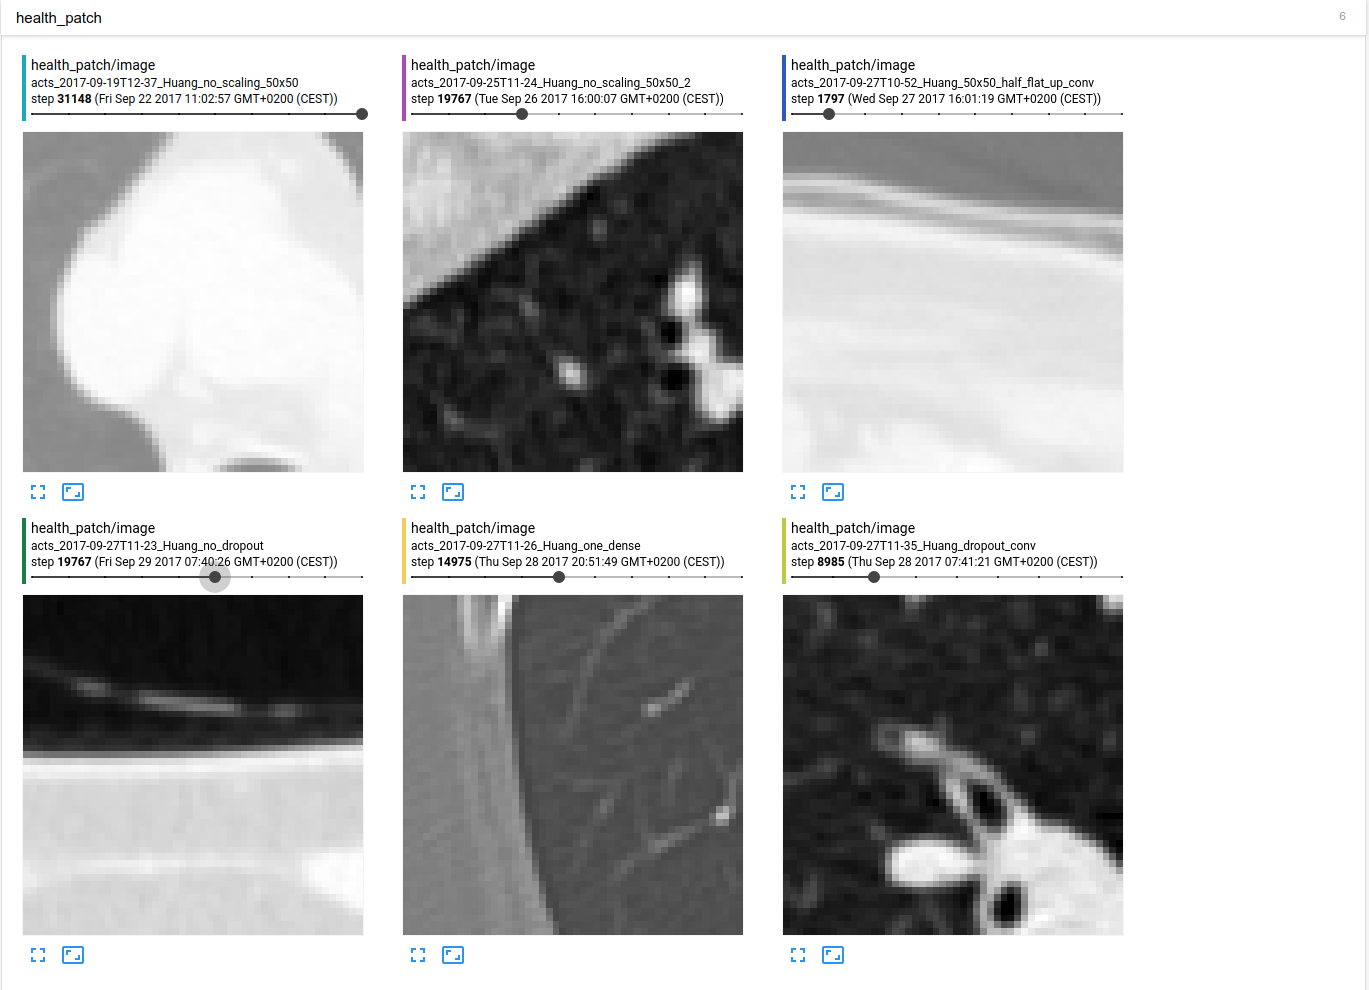 health_patch
6
health_patch/image
acts_2017-09-19T12-37_Huang_no_scaling_50x50
step 31148 (Fri Sep 22 2017 11:02:57 GMT+0200 (CEST))
health_patch/image
acts_2017-09-25T11-24_Huang_no_scaling_50x50_2
step 19767 (Tue Sep 26 2017 16:00:07 GMT+0200 (CEST))
health_patch/image
acts_2017-09-27T10-52_Huang_50x50_half_flat_up_conv
step 1797 (Wed Sep 27 2017 16:01:19 GMT+0200 (CEST))
health_patch/image
acts_2017-09-27T11-23_Huang_no_dropout
step 19767 (Fri Sep 29 2017 07:40:26 GMT+0200 (CEST))
health_patch/image
acts_2017-09-27T11-26_Huang_one_dense
step 14975 (Thu Sep 28 2017 20:51:49 GMT+0200 (CEST))
health_patch/image
acts_2017-09-27T11-35_Huang_dropout_conv
step 8985 (Thu Sep 28 2017 07:41:21 GMT+0200 (CEST))